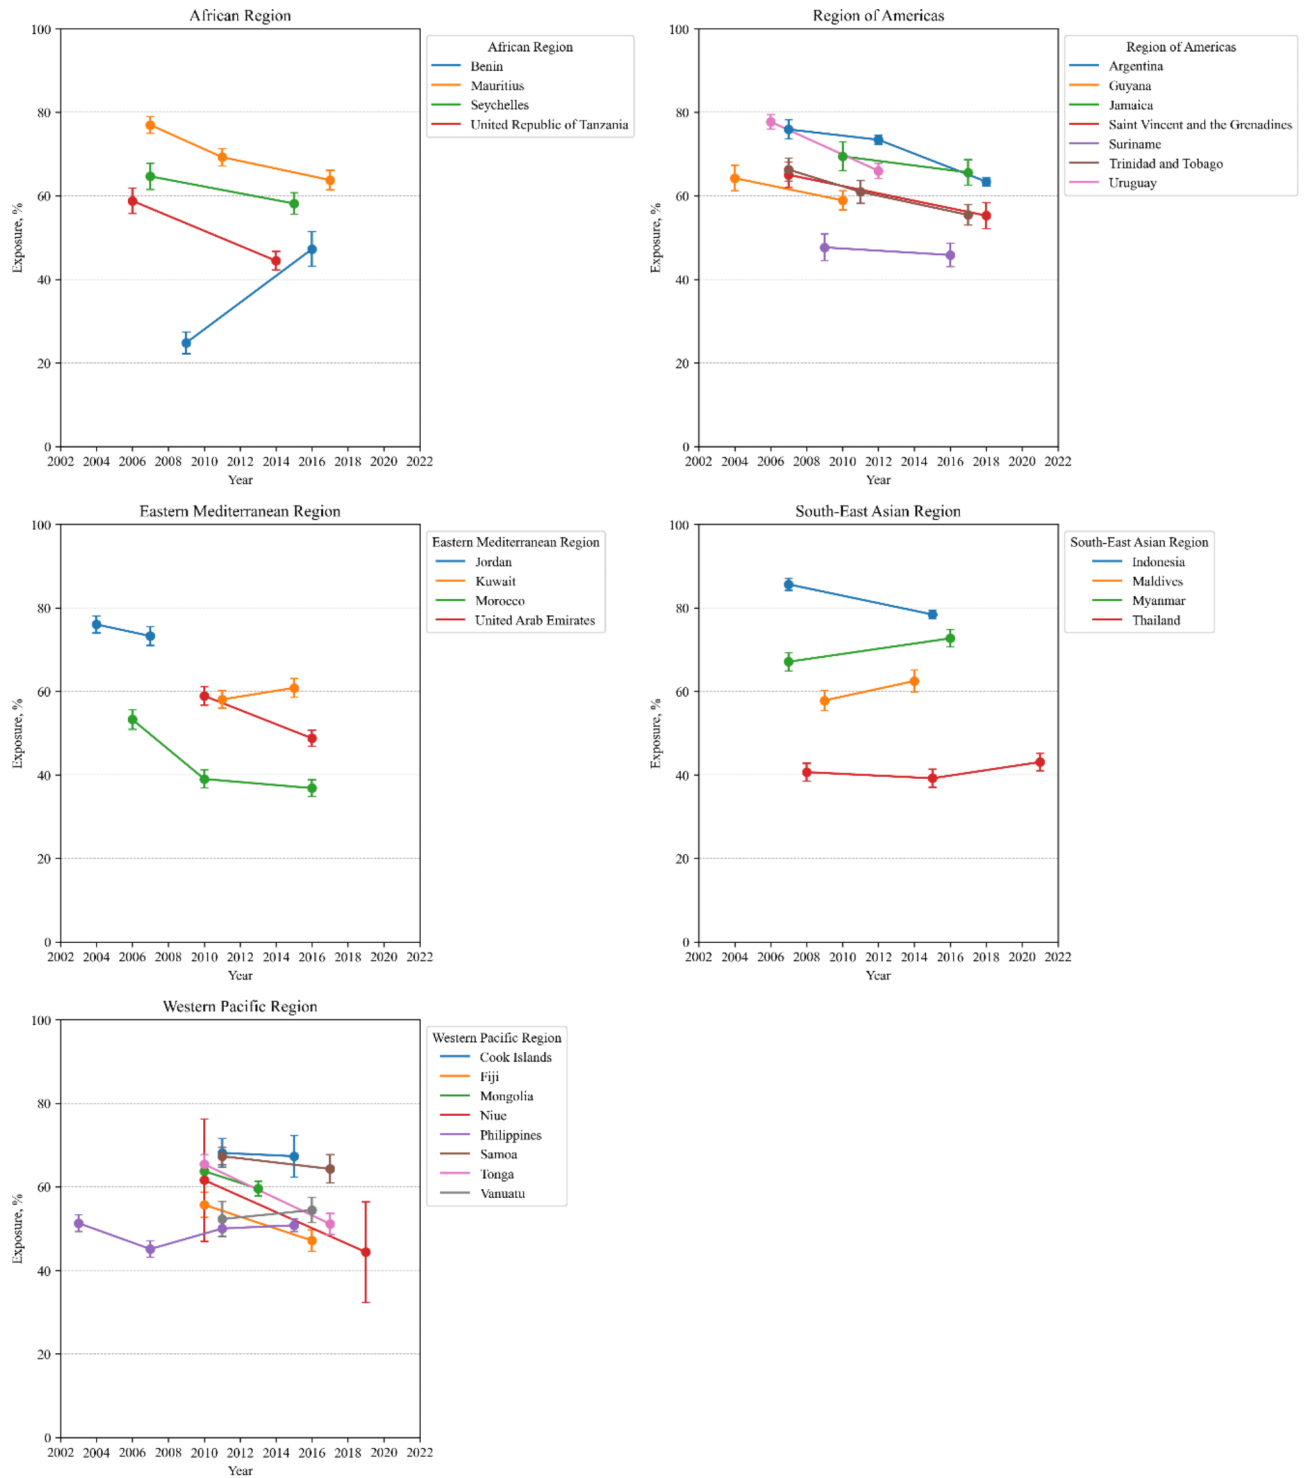 African Region
Exposure, %
100
80
60
40
20
0
2002 2004 2006 2008 2010 2012 2014 2016 2018 2020 2022
Year
African Region
Benin
Mauritius
Seychelles
United Republic of Tanzania
Region of Americas
Exposure, %
100
80
60
40
20
0
2002 2004 2006 2008 2010 2012 2014 2016 2018 2020 2022
Year
Region of Americas
Argentina
Guyana
Jamaica
Saint Vincent and the Grenadines
Suriname
Trinidad and Tobago
Uruguay
Eastern Mediterranean Region
Exposure, %
100
80
60
40
20
0
2002 2004 2006 2008 2010 2012 2014 2016 2018 2020 2022
Year
Eastern Mediterranean Region
Jordan
Kuwait
Morocco
United Arab Emirates
South-East Asian Region
Exposure, %
100
80
60
40
20
0
2002 2004 2006 2008 2010 2012 2014 2016 2018 2020 2022
Year
South-East Asian Region
Indonesia
Maldives
Myanmar
Thailand
Western Pacific Region
Exposure, %
100
80
60
40
20
0
2002 2004 2006 2008 2010 2012 2014 2016 2018 2020 2022
Year
Western Pacific Region
Cook Islands
Fiji
Mongolia
Niue
Philippines
Samoa
Tonga
Vanuatu